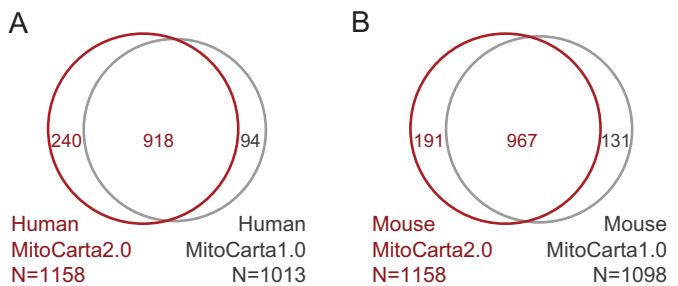 A
240
918
94
Human
MitoCarta2.0
N=1158
Human
MitoCarta1.0
N=1013
B
191
967
131
Mouse
MitoCarta2.0
N=1158
Mouse
MitoCarta1.0
N=1098